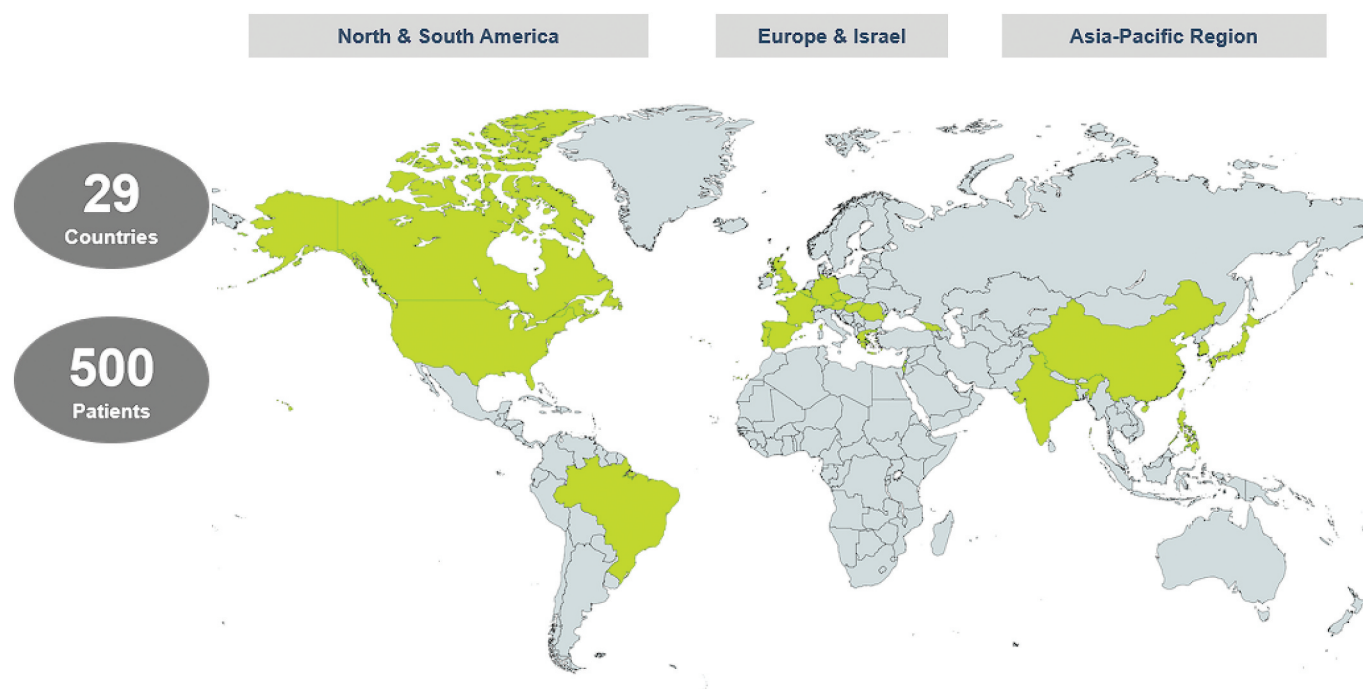 North & South America
Europe & Israel
Asia-Pacific Region
29
Countries
500
Patients